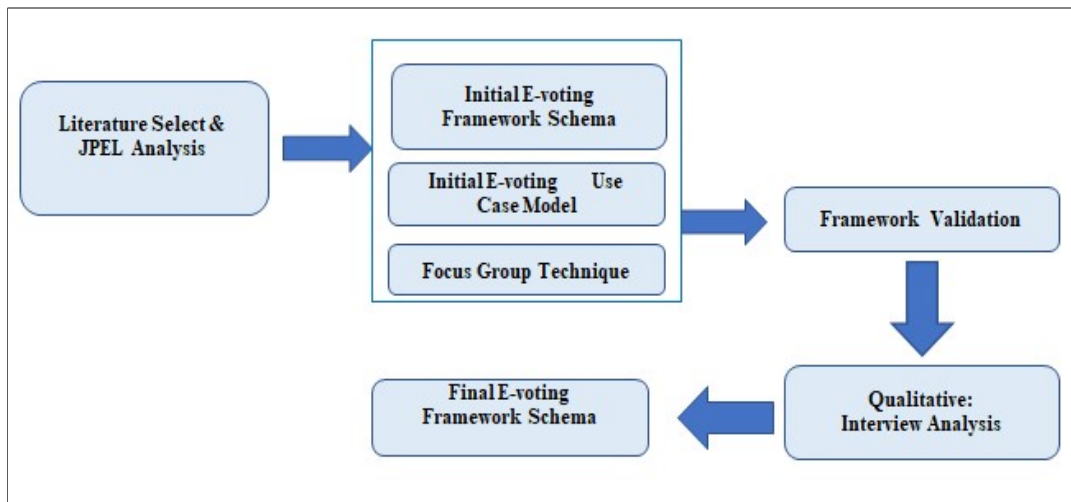 Literature Select &
JPEL Analysis
Initial E-voting
Framework Schema
Initial E-voting Use
Case Model
Focus Group Technique
Framework Validation
Qualitative:
Interview Analysis
Final E-voting
Framework Schema